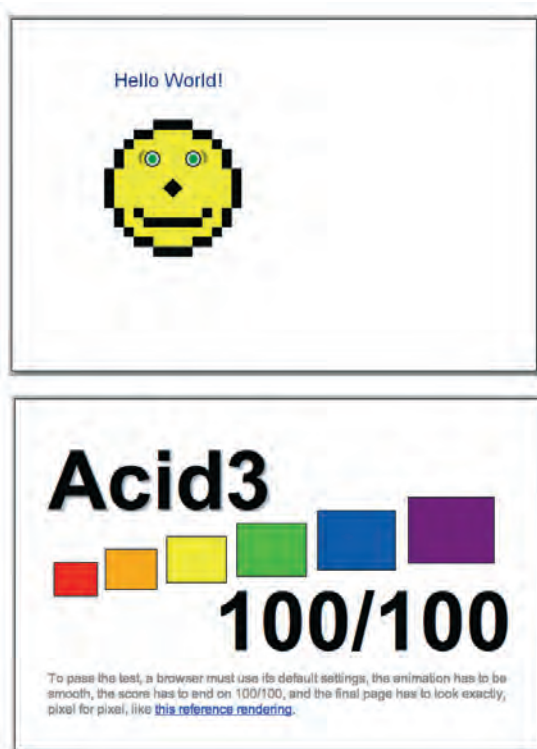 Hello World!
Acid3
100/100
To pass the test, a browser must use its default settings, the animation has to be
smooth, the score has to end on 100/100, and the final page has to look exactly,
pixel for pixel, like this reference rendering.